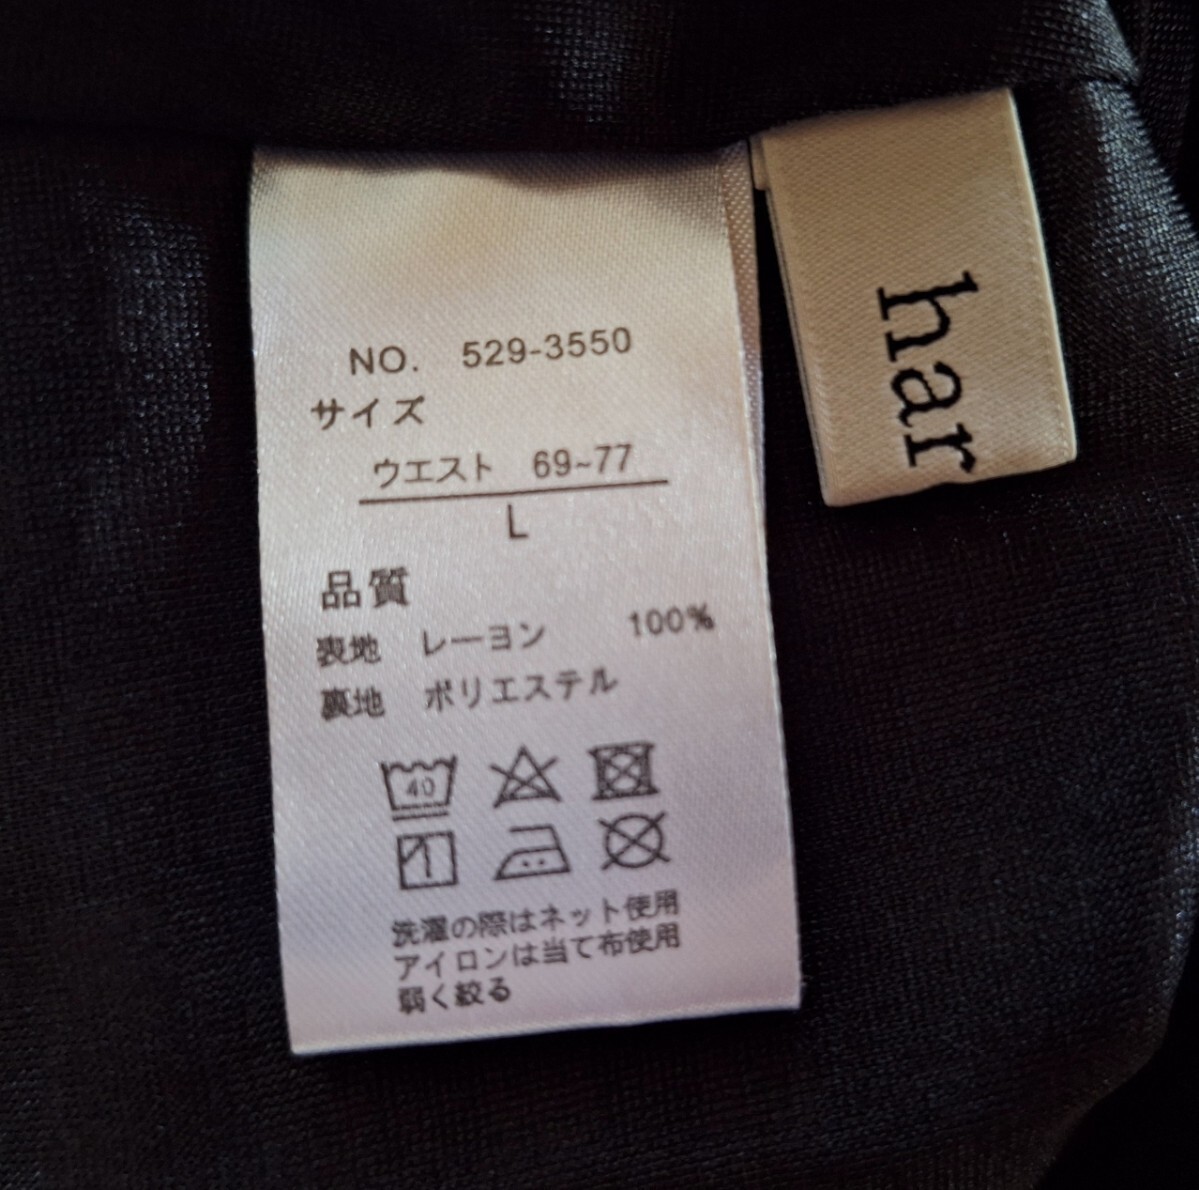 NO. 529-3550
サイズ
ウエスト 69~77
L
品質
表地 レーヨン 100%
裏地 ポリエステル
40
洗濯の際はネット使用
アイロンは当て布使用
弱く絞る
har